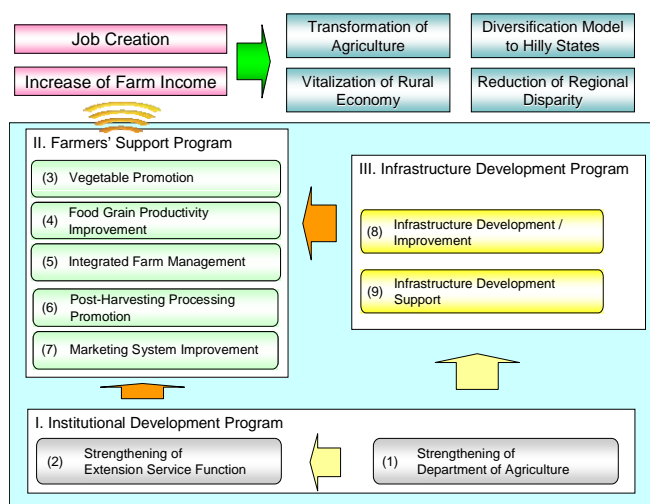 Job Creation
Increase of Farm Income
Transformation of
Agriculture
Diversification Model
to Hilly States
Vitalization of Rural
Economy
Reduction of Regional
Disparity
II. Farmers' Support Program
(3) Vegetable Promotion
(4) Food Grain Productivity
Improvement
(5) Integrated Farm Management
(6) Post-Harvesting Processing
Promotion
(7) Marketing System Improvement
III. Infrastructure Development Program
(8) Infrastructure Development /
Improvement
(9) Infrastructure Development
Support
I. Institutional Development Program
(2) Strengthening of
Extension Service Function
(1) Strengthening of
Department of Agriculture